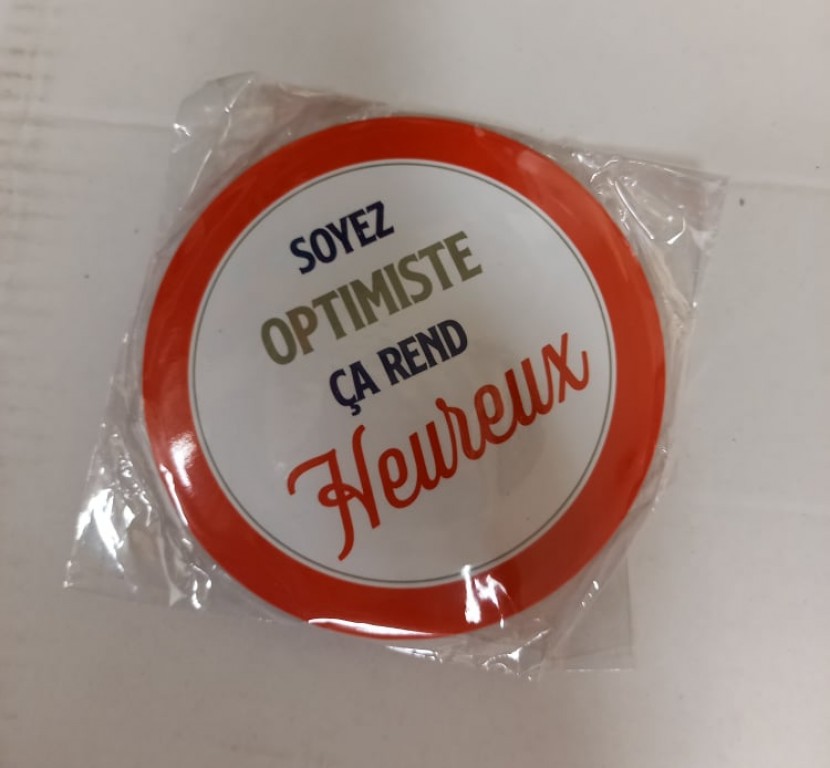 SOYEZ
OPTIMISTE
ÇA REND
Heureux